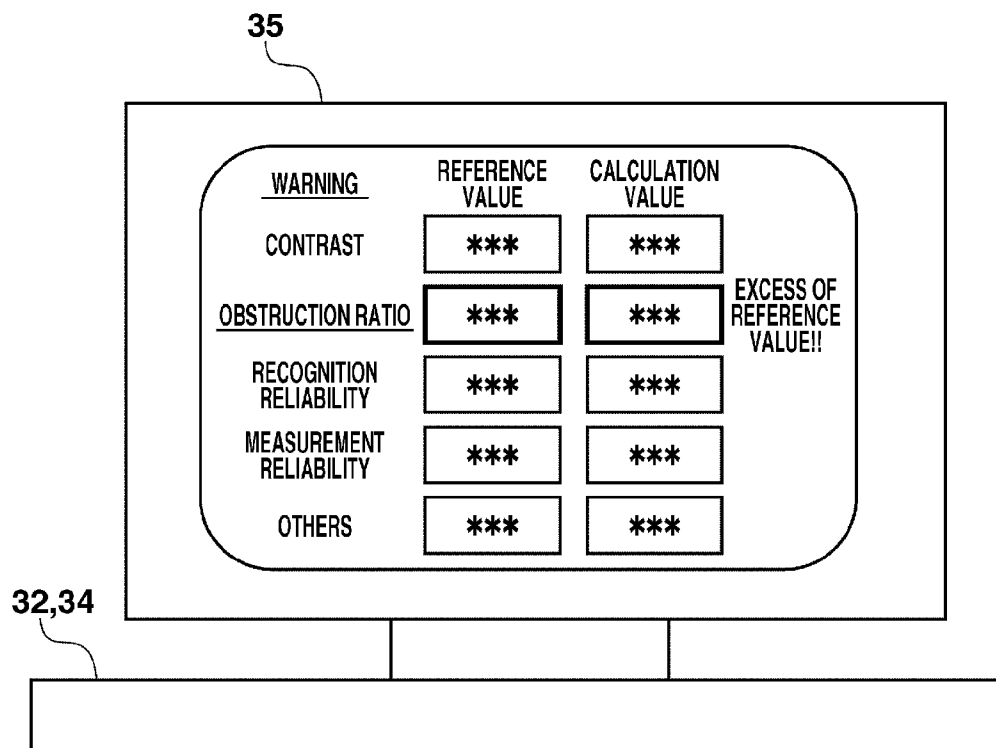 35
WARNING
REFERENCE VALUE
CALCULATION VALUE
CONTRAST
***
***
OBSTRUCTION RATIO
***
***
EXCESS OF
REFERENCE
VALUE!!
RECOGNITION
RELIABILITY
***
***
MEASUREMENT
RELIABILITY
***
***
OTHERS
***
***
32,34